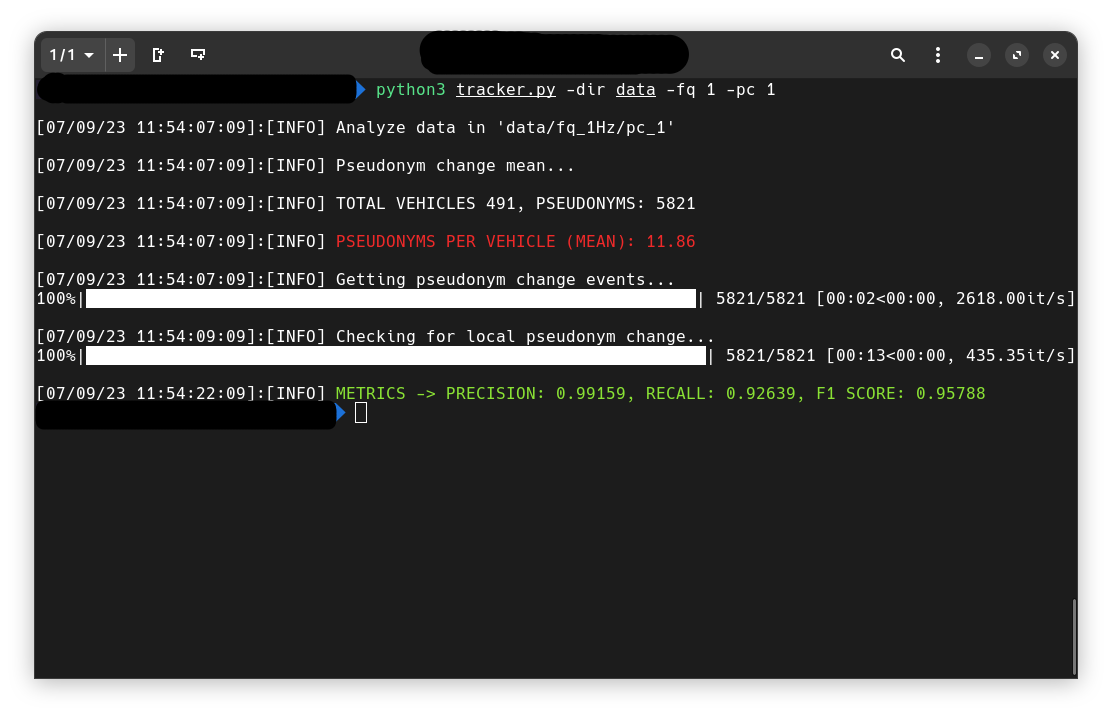 1/1
python3 tracker.py -dir data -fq 1 -pc 1
[07/09/23 11:54:07:09]:[INFO] Analyze data in 'data/fq_1Hz/pc_1'
[07/09/23 11:54:07:09]:[INFO] Pseudonym change mean...
[07/09/23 11:54:07:09]:[INFO] TOTAL VEHICLES 491, PSEUDONYMS: 5821
[07/09/23 11:54:07:09]:[INFO] PSEUDONYMS PER VEHICLE (MEAN): 11.86
[07/09/23 11:54:07:09]:[INFO] Getting pseudonym change events...
100%| | 5821/5821 [00:02<00:00, 2618.00it/s]
[07/09/23 11:54:09:09]:[INFO] Checking for local pseudonym change...
100%| | 5821/5821 [00:13<00:00, 435.35it/s]
[07/09/23 11:54:22:09]:[INFO] METRICS -> PRECISION: 0.99159, RECALL: 0.92639, F1 SCORE: 0.95788